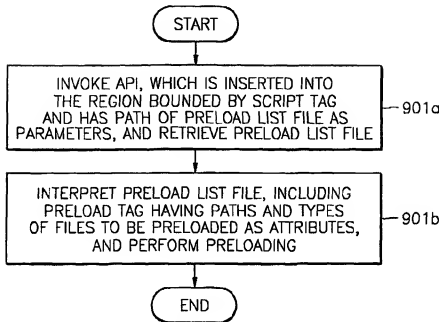 START
INVOKE API, WHICH IS INSERTED INTO
THE REGION BOUNDED BY SCRIPT TAG
AND HAS PATH OF PRELOAD LIST FILE AS
PARAMETERS, AND RETRIEVE PRELOAD LIST FILE
901a
INTERPRET PRELOAD LIST FILE, INCLUDING
PRELOAD TAG HAVING PATHS AND TYPES
OF FILES TO BE PRELOADED AS ATTRIBUTES,
AND PERFORM PRELOADING
901b
END